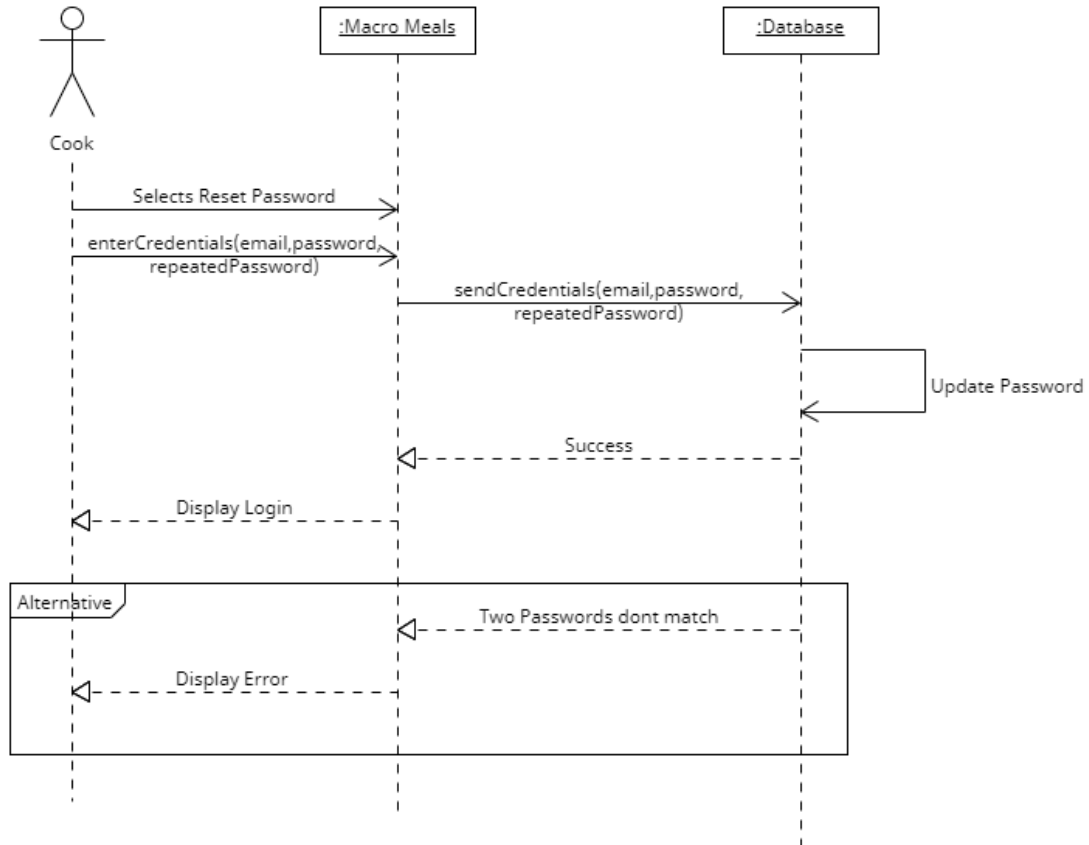 :Macro Meals
:Database
Cook
Selects Reset Password
enterCredentials(email,password,
repeatedPassword)
sendCredentials(email,password,
repeatedPassword)
Update Password
Success
Display Login
Alternative
Two Passwords dont match
Display Error